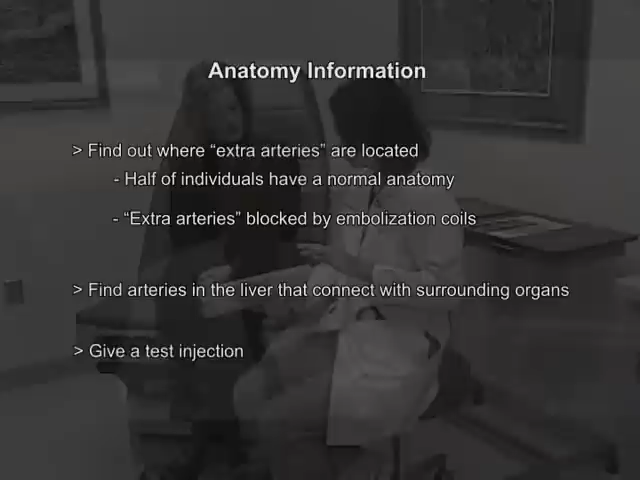 Anatomy Information
> Find out where “extra arteries” are located
- Half of individuals have a normal anatomy
- “Extra arteries” blocked by embolization coils
> Find arteries in the liver that connect with surrounding organs
> Give a test injection